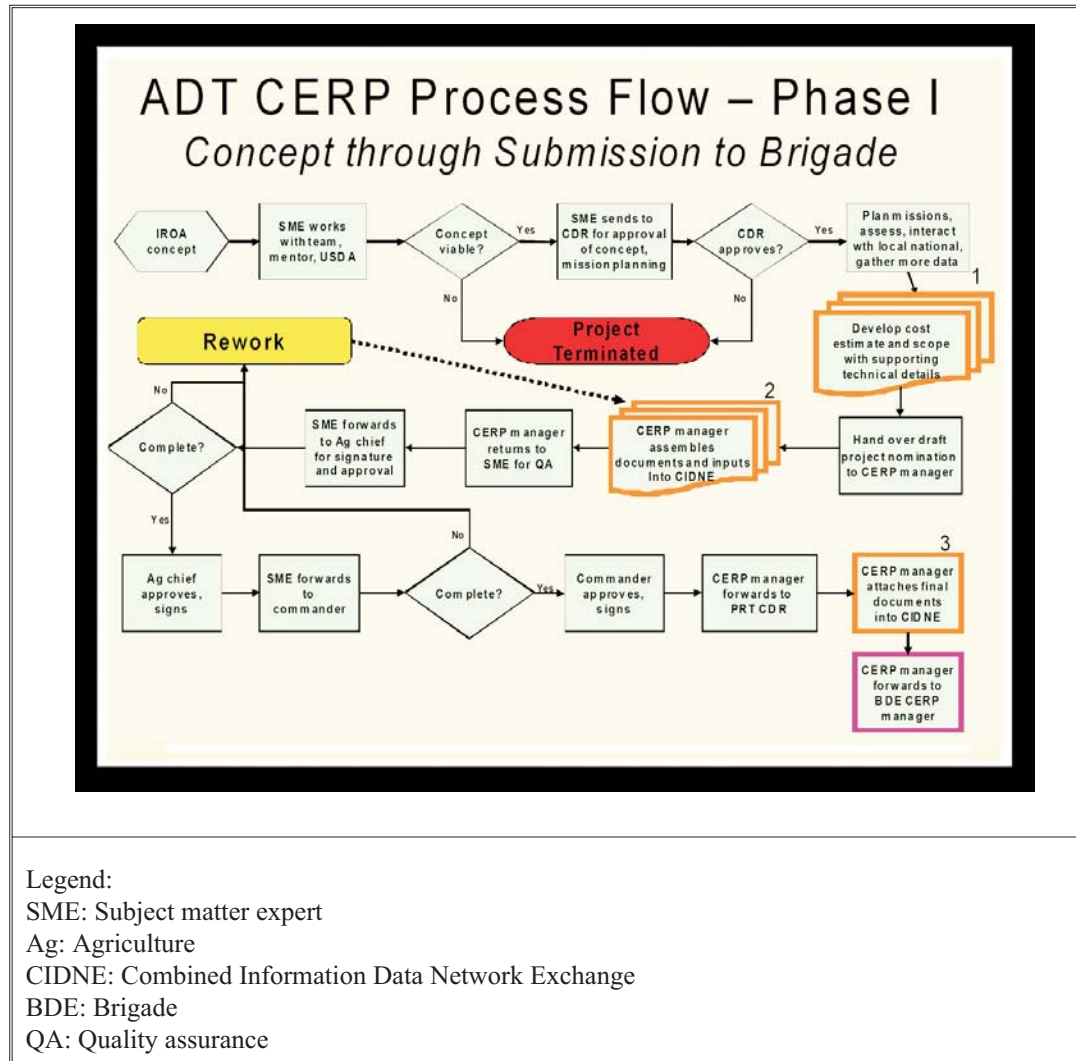 ADT CERP Process Flow – Phase I
Concept through Submission to Brigade
IROA
concept
SME works
with team,
mentor, USDA
Concept
viable?
Yes
No
SME sends to
CDR for approval
of concept,
mission planning
CDR
approves?
Yes
No
Plan missions,
assess, interact
with local national,
gather more data
1
Project
Terminated
Rework
Develop cost
estimate and scope
with supporting
technical details
Hand over draft
project nomination
to CERP manager
2
CERP manager
assembles
documents and inputs
Into CIDNE
CERP manager
returns to
SME for QA
SME forwards
to Ag chief
for signature
and approval
Complete?
No
Yes
Ag chief
approves,
signs
SME forwards
to
commander
Complete?
No
Yes
Commander
approves,
signs
CERP manager
forwards to
PRT CDR
3
CERP manager
attaches final
documents
into CIDNE
CERP manager
forwards to
BDE CERP
manager
Legend:
SME: Subject matter expert
Ag: Agriculture
CIDNE: Combined Information Data Network Exchange
BDE: Brigade
QA: Quality assurance